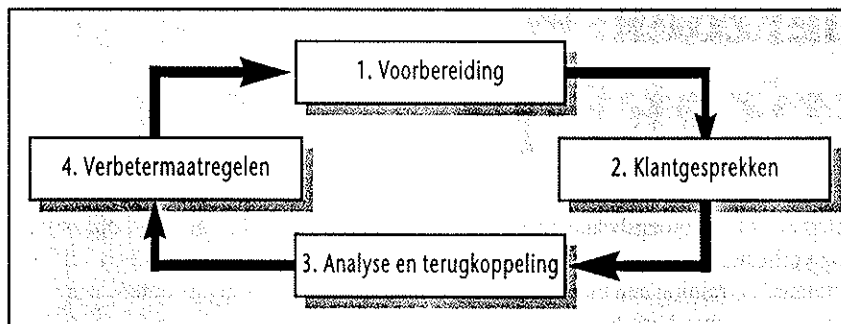 1. Voorbereiding
2. Klantgesprekken
3. Analyse en terugkoppeling
4. Verbetermaatregelen